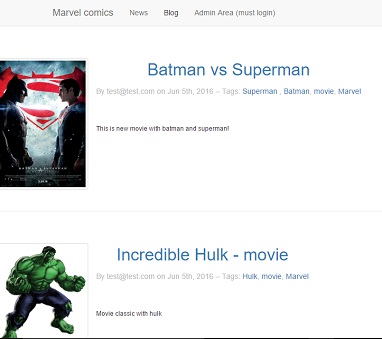 Marvel comics News Blog Admin Area (must login)
Batman vs Superman
By test@test.com on Jun 5th, 2016 – Tags: Superman , Batman, movie, Marvel
This is new movie with batman and superman!
Incredible Hulk - movie
By test@test.com on Jun 5th, 2016 – Tags: Hulk, movie, Marvel
Movie classic with hulk